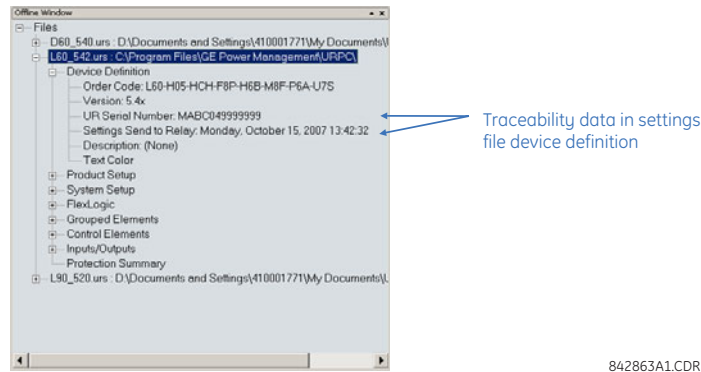 Offline Window
Files
D60_540.urs : D:\Documents and Settings\410001771\My Documents\
L60_542.urs : C:\Program Files\GE Power Management\URPC\
Device Definition
Order Code: L60-H05-HCH-F8P-H6B-M8F-P6A-U7S
Version: 5.4x
UR Serial Number: MABC049999999
Settings Send to Relay: Monday, October 15, 2007 13:42:32
Description: (None)
Text Color
Product Setup
System Setup
FlexLogic
Grouped Elements
Control Elements
Inputs/Outputs
Protection Summary
L90_520.urs : D:\Documents and Settings\410001771\My Documents\
Traceability data in settings
file device definition
842863A1.CDR